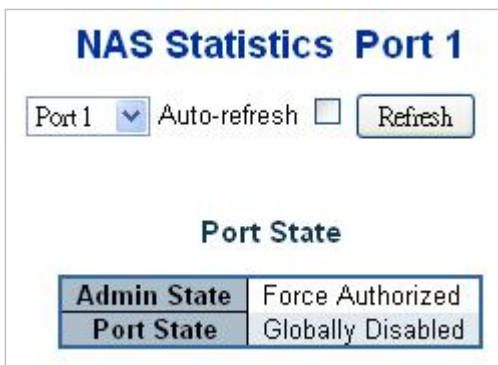 NAS Statistics Port 1
Port 1 Auto-refresh Refresh
Port State
Admin State Force Authorized
Port State Globally Disabled